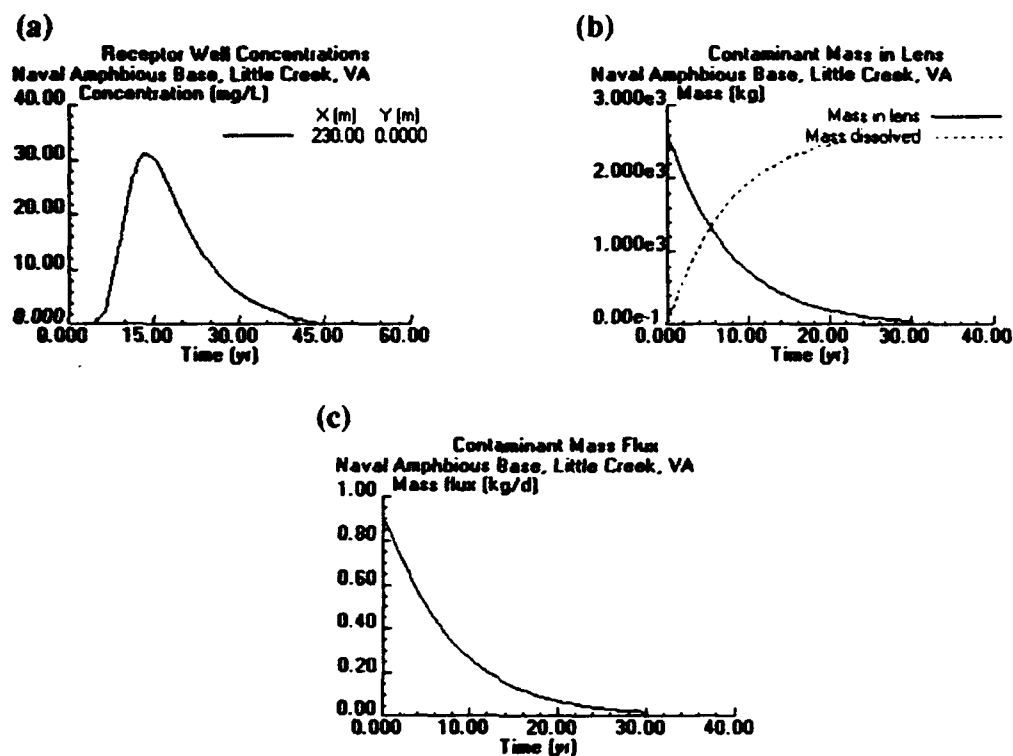 (a)
Receptor Well Concentrations
Naval Amphbious Base, Little Creek, VA
Concentration (mg/L)
40.00
X (m) Y (m)
230.00 0.0000
30.00
20.00
10.00
0.000
0.000 15.00 30.00 45.00 60.00
Time (yr)
(b)
Contaminant Mass in Lens
Naval Amphbious Base, Little Creek, VA
3.000e3 Mass (kg)
Mass in lens
Mass dissolved
2.000e3
1.000e3
0.00e-1
0.000 10.00 20.00 30.00 40.00
Time (yr)
(c)
Contaminant Mass Flux
Naval Amphbious Base, Little Creek, VA
Mass flux (kg/d)
1.00
0.80
0.60
0.40
0.20
0.00
0.000 10.00 20.00 30.00 40.00
Time (yr)